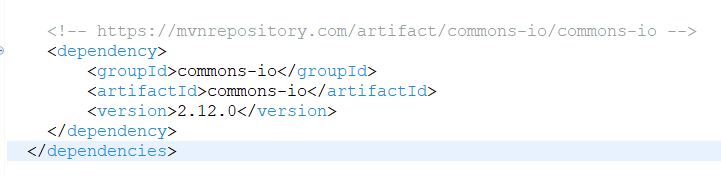 <!-- https://mvnrepository.com/artifact/commons-io/commons-io -->
<dependency>
<groupId>commons-io</groupId>
<artifactId>commons-io</artifactId>
<version>2.12.0</version>
</dependency>
</dependencies>